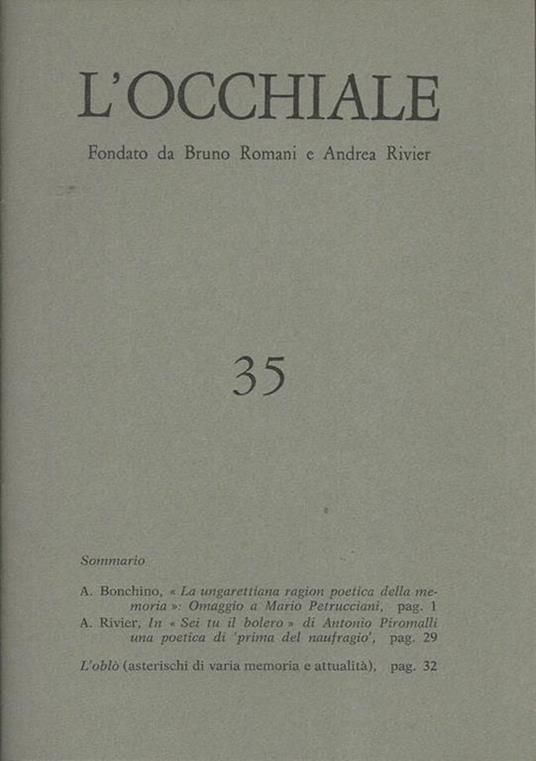 L'OCCHIALE
Fondato da Bruno Romani e Andrea Rivier
35
Sommario
A. Bonchino, « La ungarettiana ragion poetica della me-
moria »: Omaggio a Mario Petrucciani, pag. 1
A. Rivier, In « Sei tu il bolero » di Antonio Piromalli
una poetica di 'prima del naufragio', pag. 29
L'oblò (asterischi di varia memoria e attualità), pag. 32